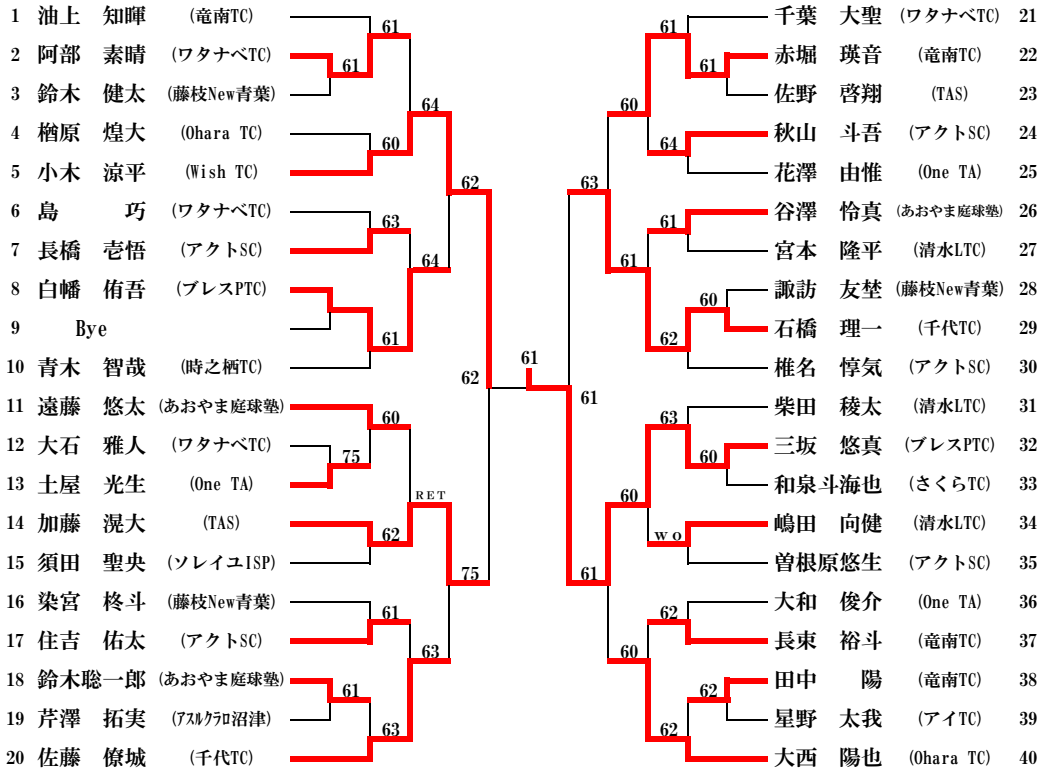 1 油上 知暉 (竜南TC)
2 阿部 素晴 (ワタナベTC)
3 鈴木 健太 (藤枝New青葉)
4 楢原 煌大 (Ohara TC)
5 小木 涼平 (Wish TC)
6 島 巧 (ワタナベTC)
7 長橋 壱悟 (アクトSC)
8 白幡 侑吾 (ブレスPTC)
9 Bye
10 青木 智哉 (時之栖TC)
11 遠藤 悠太 (あおやま庭球塾)
12 大石 雅人 (ワタナベTC)
13 土屋 光生 (One TA)
14 加藤 滉大 (TAS)
15 須田 聖央 (ソレイユISP)
16 染宮 柊斗 (藤枝New青葉)
17 住吉 佑太 (アクトSC)
18 鈴木聡一郎 (あおやま庭球塾)
19 芹澤 拓実 (アスルクラロ沼津)
20 佐藤 僚城 (千代TC)
61
61
64
60
62
63
64
61
62
60
75
RET
62
75
61
63
61
63
61
61
61
61
60
64
63
61
61
60
62
63
60
60
W O
61
62
60
62
62
千葉 大聖 (ワタナベTC) 21
赤堀 瑛音 (竜南TC) 22
佐野 啓翔 (TAS) 23
秋山 斗吾 (アクトSC) 24
花澤 由惟 (One TA) 25
谷澤 怜真 (あおやま庭球塾) 26
宮本 隆平 (清水LTC) 27
諏訪 友埜 (藤枝New青葉) 28
石橋 理一 (千代TC) 29
椎名 惇気 (アクトSC) 30
柴田 稜太 (清水LTC) 31
三坂 悠真 (ブレスPTC) 32
和泉斗海也 (さくらTC) 33
嶋田 向健 (清水LTC) 34
曽根原悠生 (アクトSC) 35
大和 俊介 (One TA) 36
長束 裕斗 (竜南TC) 37
田中 陽 (竜南TC) 38
星野 太我 (アイTC) 39
大西 陽也 (Ohara TC) 40